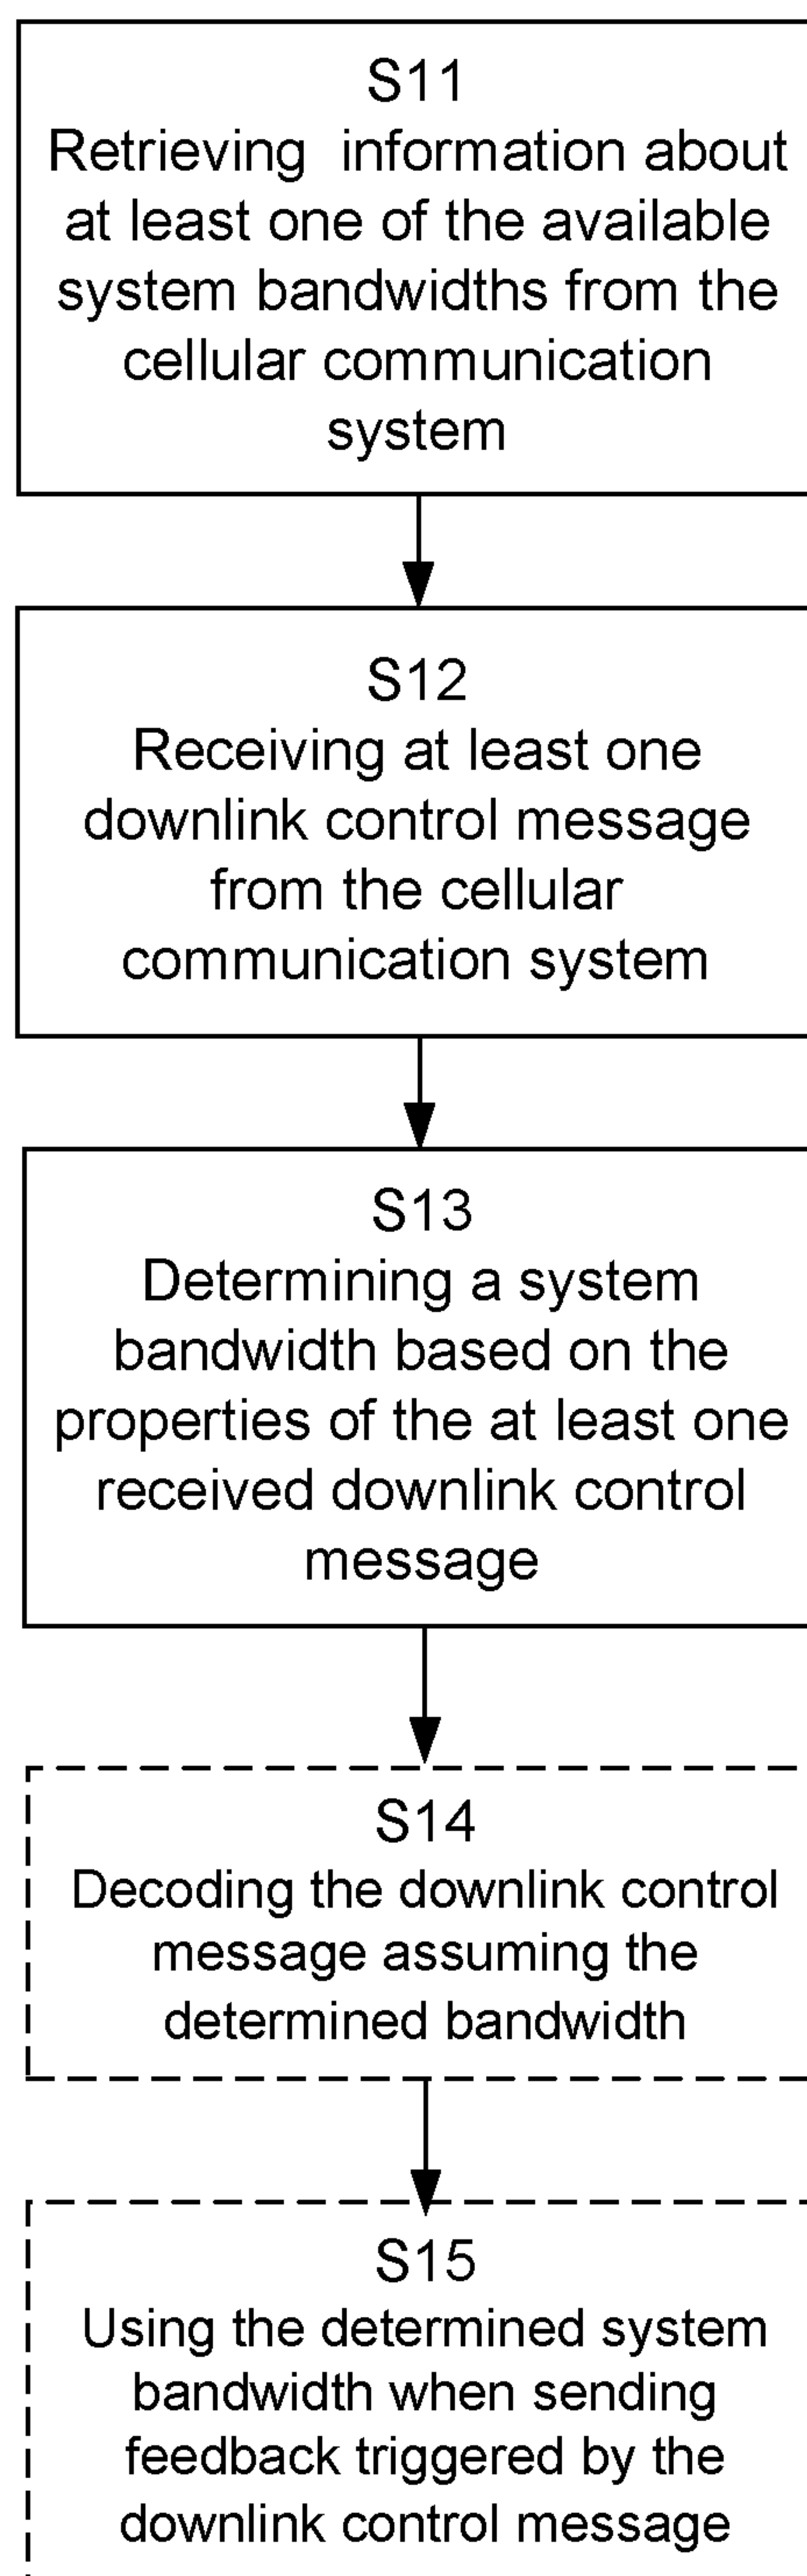 S11
Retrieving information about
at least one of the available
system bandwidths from the
cellular communication
system
S12
Receiving at least one
downlink control message
from the cellular
communication system
S13
Determining a system
bandwidth based on the
properties of the at least one
received downlink control
message
S14
Decoding the downlink control
message assuming the
determined bandwidth
S15
Using the determined system
bandwidth when sending
feedback triggered by the
downlink control message